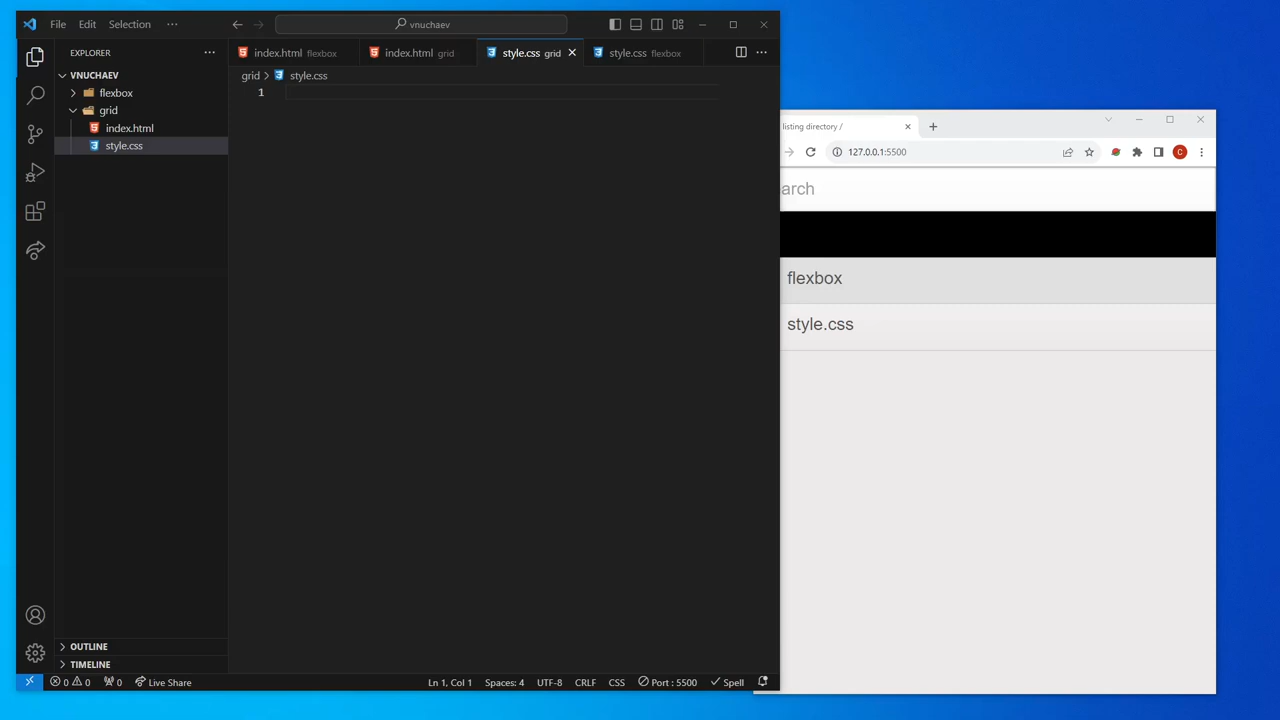 File Edit Selection ··· vnuchaev
EXPLORER ···
index.html flexbox index.html grid style.css grid style.css flexbox
VNUCHAEV
grid > style.css
flexbox
1
grid
index.html
style.css
OUTLINE
TIMELINE
0 0 0 Live Share
Ln 1, Col 1 Spaces: 4 UTF-8 CRLF CSS Port : 5500 Spell
listing directory /
127.0.0.1:5500
C
arch
flexbox
style.css